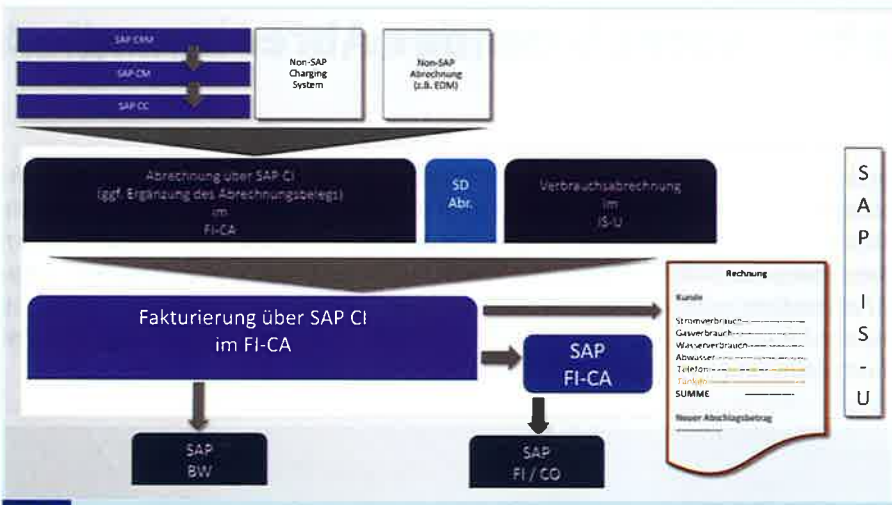 SAP CRM
SAP CM
SAP CC
Non-SAP
Charging
System
Non-SAP
Abrechnung
(z.B. EDM)
Abrechnung über SAP CI
(ggf. Ergänzung des Abrechnungsbelegs)
im
FI-CA
SD
Abr.
Verbrauchsabrechnung
im
IS-U
S
A
P
I
S
-
U
Fakturierung über SAP CI
im FI-CA
SAP
FI-CA
Rechnung
Kunde
Stromverbrauch
Gasverbrauch
Wasserverbrauch
Abwasser
Telefon
SUMME
Neuer Abschlagsbetrag
SAP
BW
SAP
FI / CO